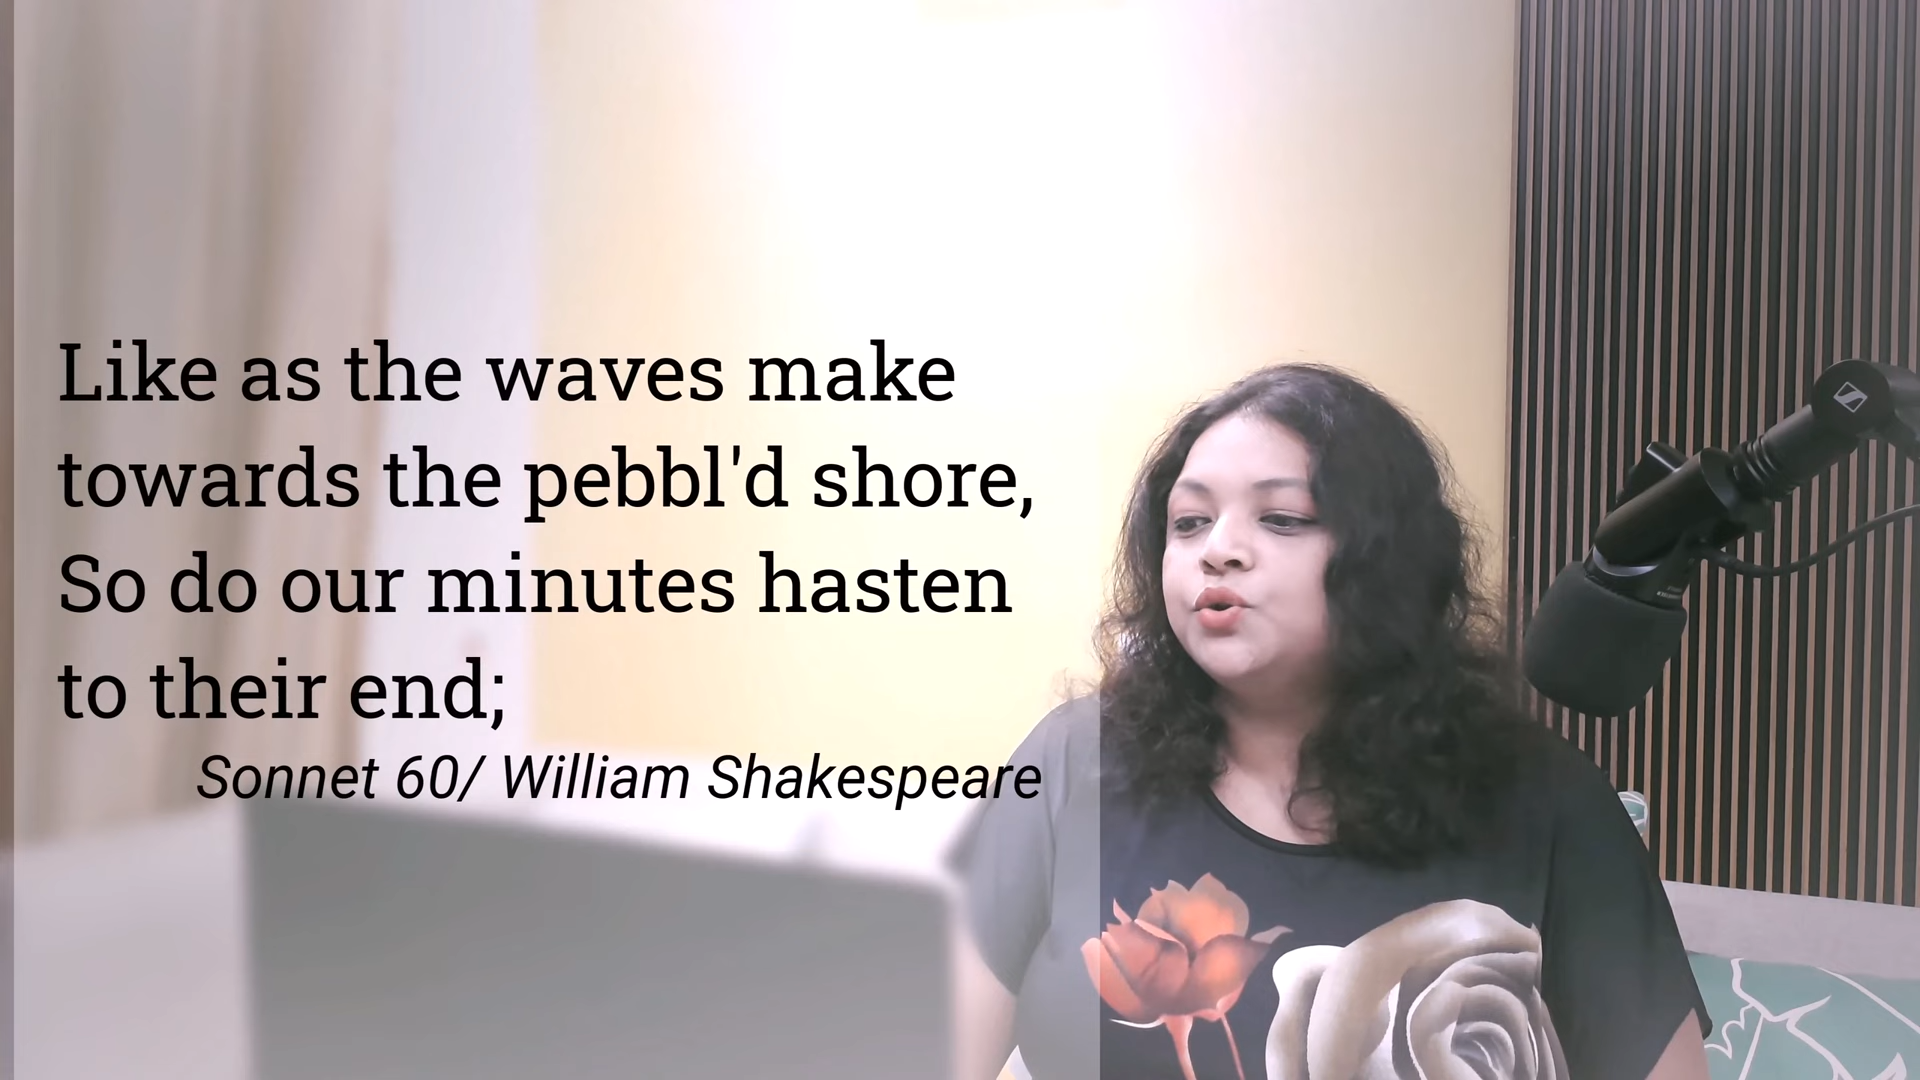 Like as the waves make
towards the pebbl'd shore,
So do our minutes hasten
to their end;
Sonnet 60/ William Shakespeare